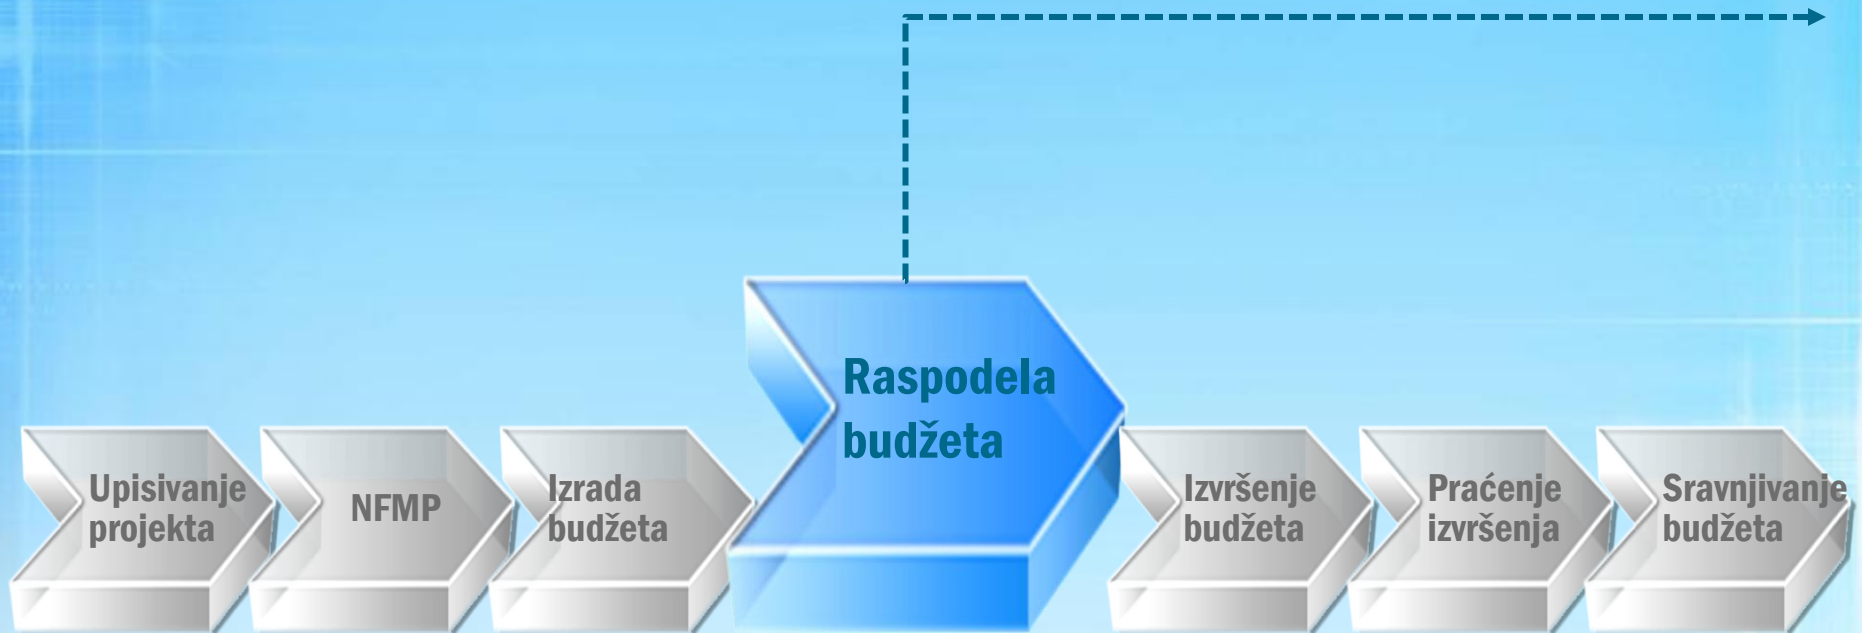 Upisivanje
projekta
NFMP
Izrada
budžeta
Raspodela
budžeta
Izvršenje
budžeta
Praćenje
izvršenja
Sravnjivanje
budžeta